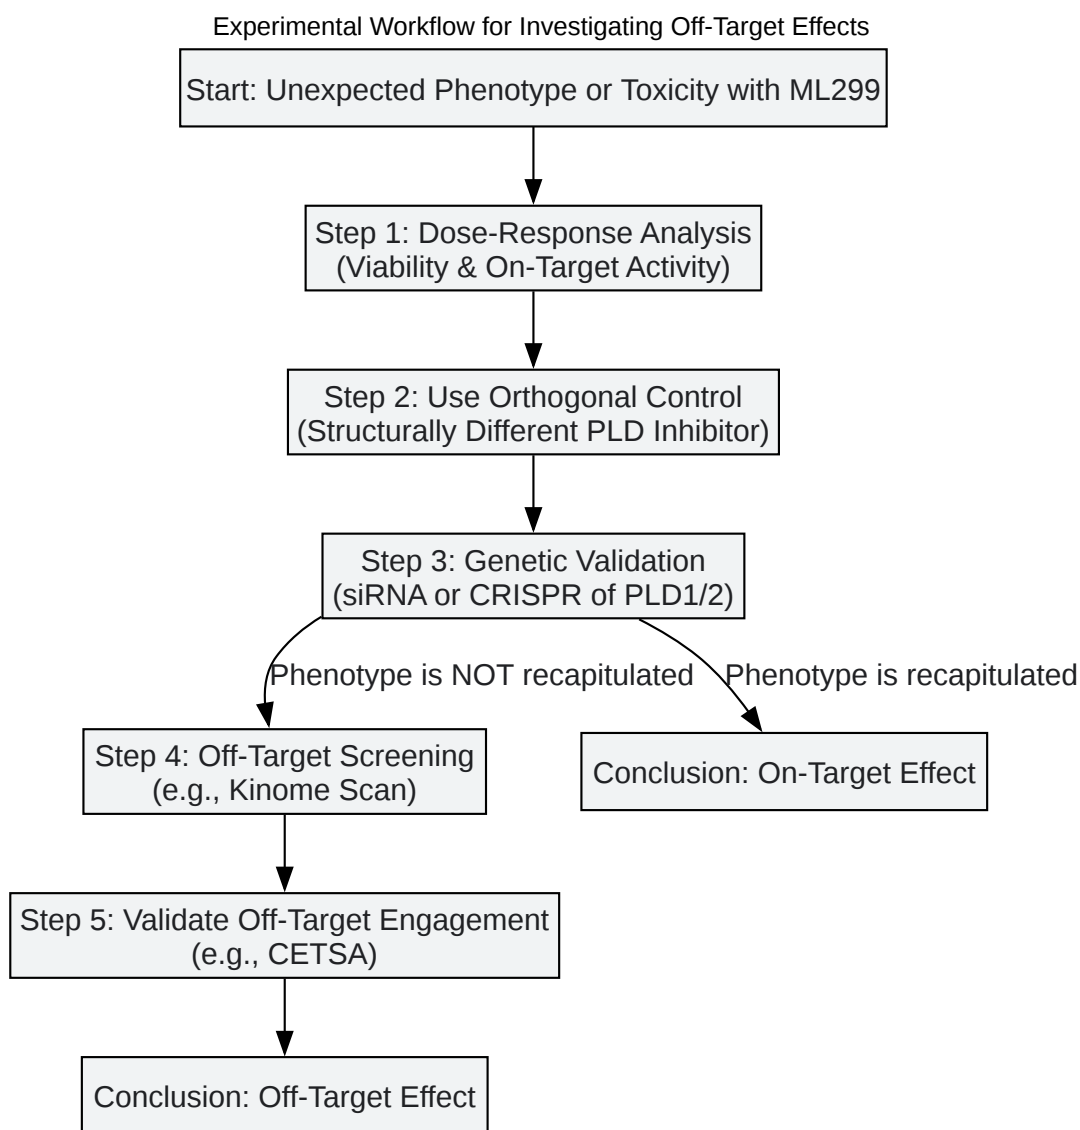 Experimental Workflow for Investigating Off-Target Effects
Start: Unexpected Phenotype or Toxicity with ML299
Step 1: Dose-Response Analysis
(Viability & On-Target Activity)
Step 2: Use Orthogonal Control
(Structurally Different PLD Inhibitor)
Step 3: Genetic Validation
(siRNA or CRISPR of PLD1/2)
Phenotype is NOT recapitulated
Phenotype is recapitulated
Step 4: Off-Target Screening
(e.g., Kinome Scan)
Conclusion: On-Target Effect
Step 5: Validate Off-Target Engagement
(e.g., CETSA)
Conclusion: Off-Target Effect